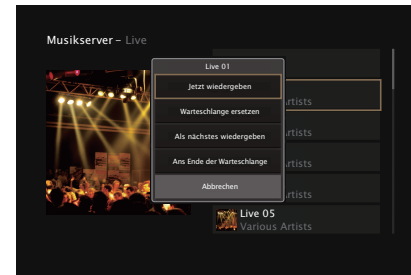 Musikserver – Live
Live 01
Jetzt wiedergeben
Warteschlange ersetzen
Als nächstes wiedergeben
Ans Ende der Warteschlange
Abbrechen
Artists
Artists
Artists
Artists
Live 05
Various Artists